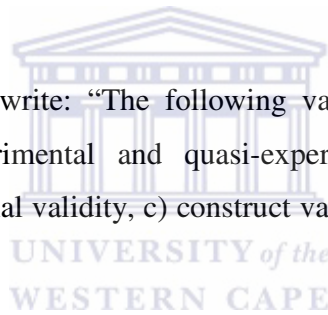 write: “The following va
rimental and quasi-exper
al validity, c) construct va
UNIVERSITY of the
WESTERN CAPE